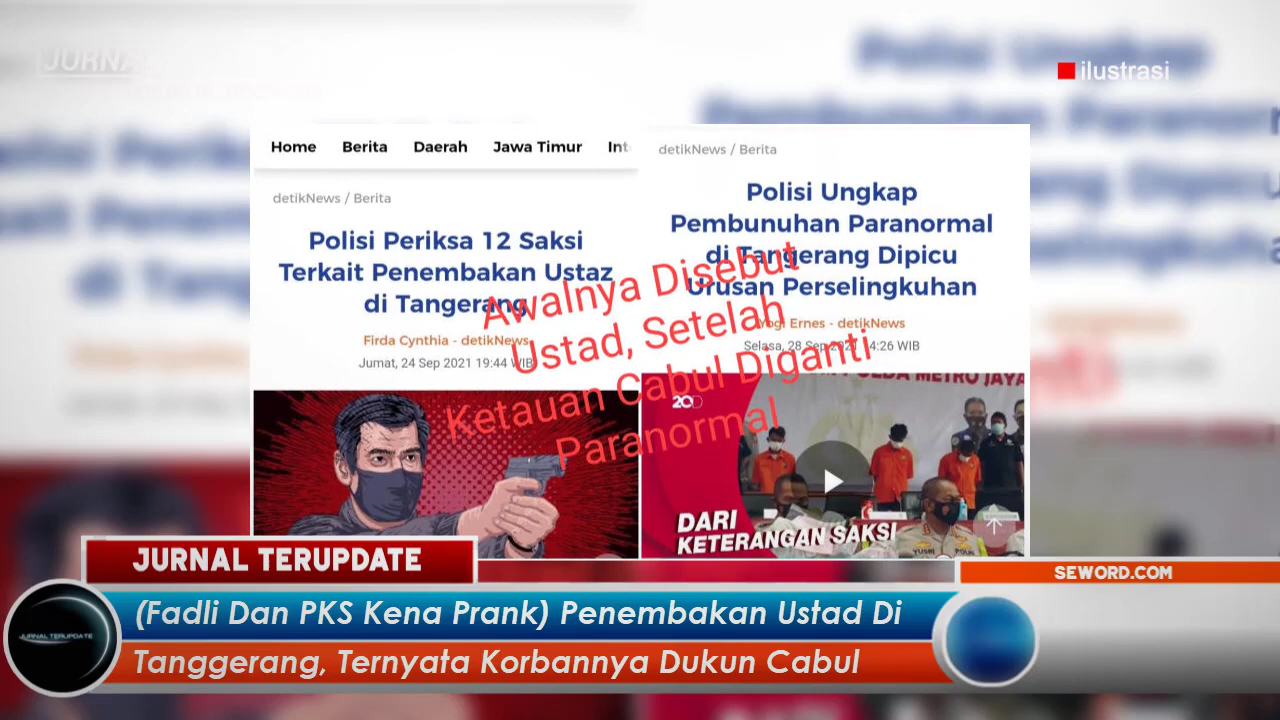 JURNAL
ilustrasi
Home Berita Daerah Jawa Timur Int
detikNews / Berita
Polisi Periksa 12 Saksi
Terkait Penembakan Ustaz
di Tangerang
Firda Cynthia - detikNews
Jumat, 24 Sep 2021 19:44 WIB
detikNews / Berita
Polisi Ungkap
Pembunuhan Paranormal
di Tangerang Dipicu
Urusan Perselingkuhan
Yogi Ernes - detikNews
Selasa, 28 Sep 2021 14:26 WIB
Awalnya Disebut
Ustad, Setelah
Ketauan Cabul Diganti
Paranormal
POLDA METRO JAYA
20D
DARI
KETERANGAN SAKSI
YUSRI POLRI
JURNAL TERUPDATE
SEWORD.COM
JURNAL TERUPDATE
(Fadli Dan PKS Kena Prank) Penembakan Ustad Di
Tanggerang, Ternyata Korbannya Dukun Cabul